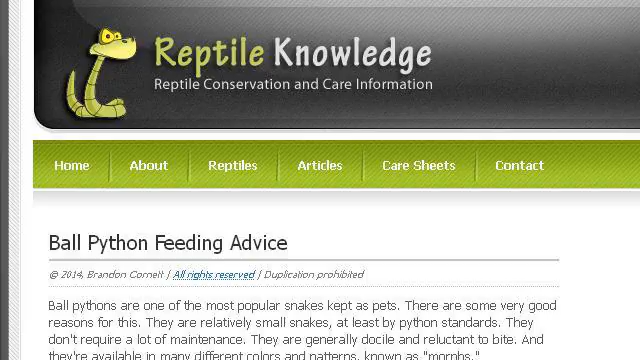 Reptile Knowledge
Reptile Conservation and Care Information
Home About Reptiles Articles Care Sheets Contact
Ball Python Feeding Advice
© 2014, Brandon Cornett | All rights reserved | Duplication prohibited
Ball pythons are one of the most popular snakes kept as pets. There are some very good
reasons for this. They are relatively small snakes, at least by python standards. They
don't require a lot of maintenance. They are generally docile and reluctant to bite. And
they're available in many different colors and patterns, known as "morphs."